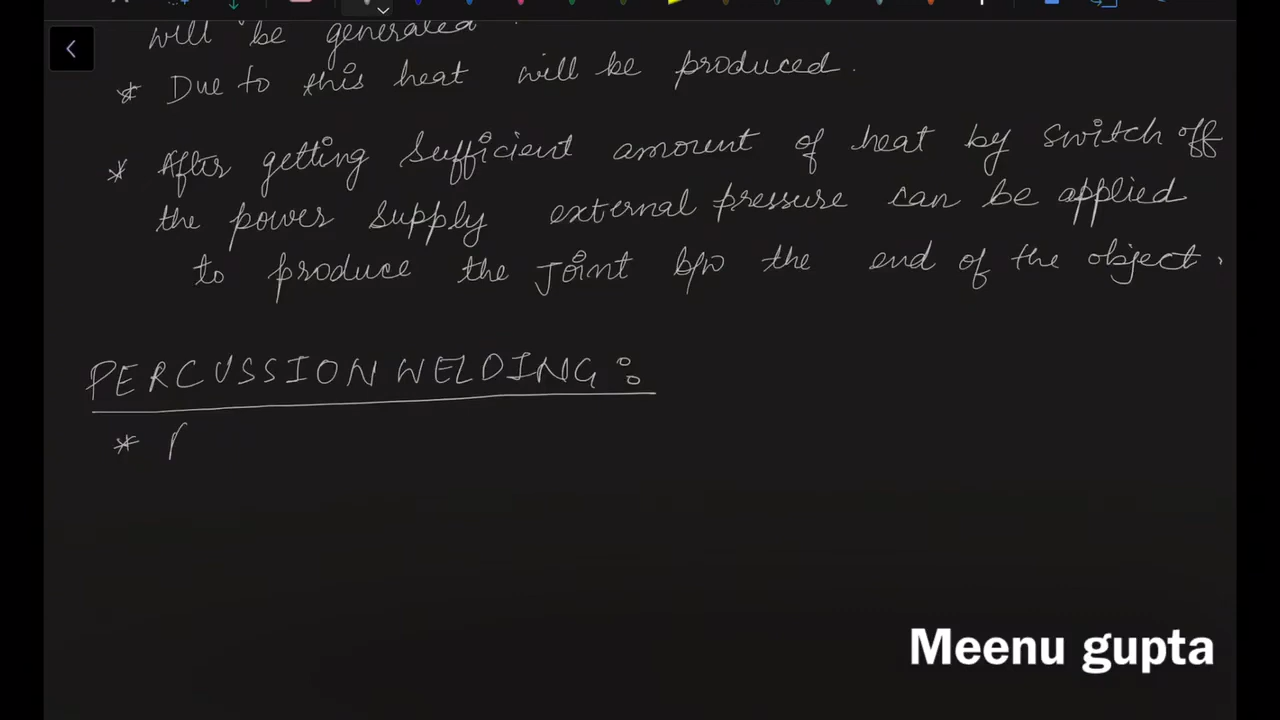 will be generated
* Due to this heat will be produced.
* After getting sufficient amount of heat by switch off
the power supply external pressure can be applied
to produce the joint b/w the end of the object.
PERCUSSION WELDING :
*
Meenu gupta